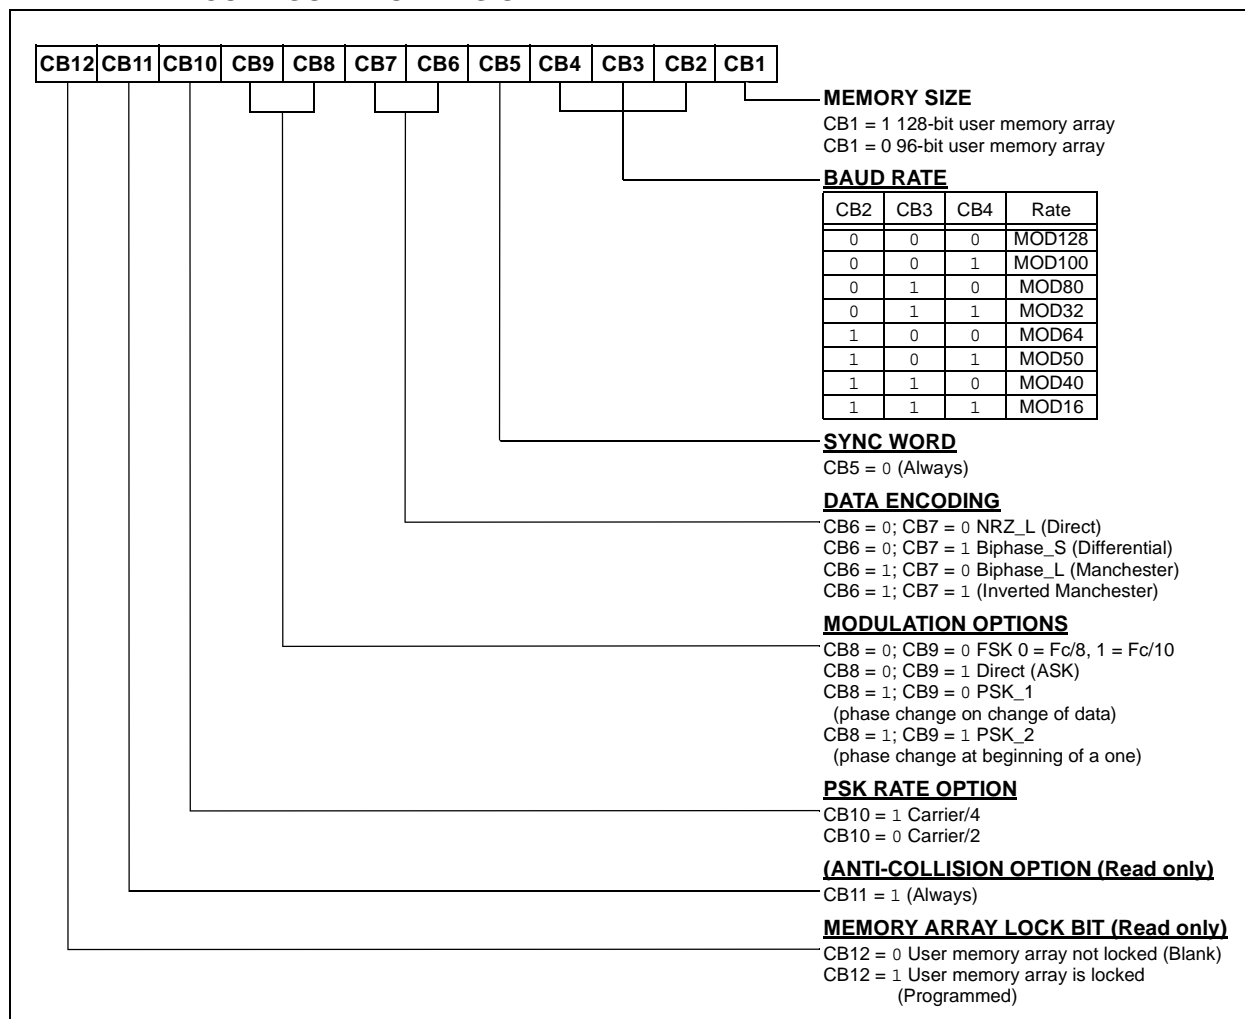 CB12 CB11 CB10 CB9 CB8 CB7 CB6 CB5 CB4 CB3 CB2 CB1
MEMORY SIZE
CB1 = 1 128-bit user memory array
CB1 = 0 96-bit user memory array
BAUD RATE
CB2 CB3 CB4 Rate
0 0 0 MOD128
0 0 1 MOD100
0 1 0 MOD80
0 1 1 MOD32
1 0 0 MOD64
1 0 1 MOD50
1 1 0 MOD40
1 1 1 MOD16
SYNC WORD
CB5 = 0 (Always)
DATA ENCODING
CB6 = 0; CB7 = 0 NRZ_L (Direct)
CB6 = 0; CB7 = 1 Biphase_S (Differential)
CB6 = 1; CB7 = 0 Biphase_L (Manchester)
CB6 = 1; CB7 = 1 (Inverted Manchester)
MODULATION OPTIONS
CB8 = 0; CB9 = 0 FSK 0 = Fc/8, 1 = Fc/10
CB8 = 0; CB9 = 1 Direct (ASK)
CB8 = 1; CB9 = 0 PSK_1
(phase change on change of data)
CB8 = 1; CB9 = 1 PSK_2
(phase change at beginning of a one)
PSK RATE OPTION
CB10 = 1 Carrier/4
CB10 = 0 Carrier/2
(ANTI-COLLISION OPTION (Read only)
CB11 = 1 (Always)
MEMORY ARRAY LOCK BIT (Read only)
CB12 = 0 User memory array not locked (Blank)
CB12 = 1 User memory array is locked
(Programmed)